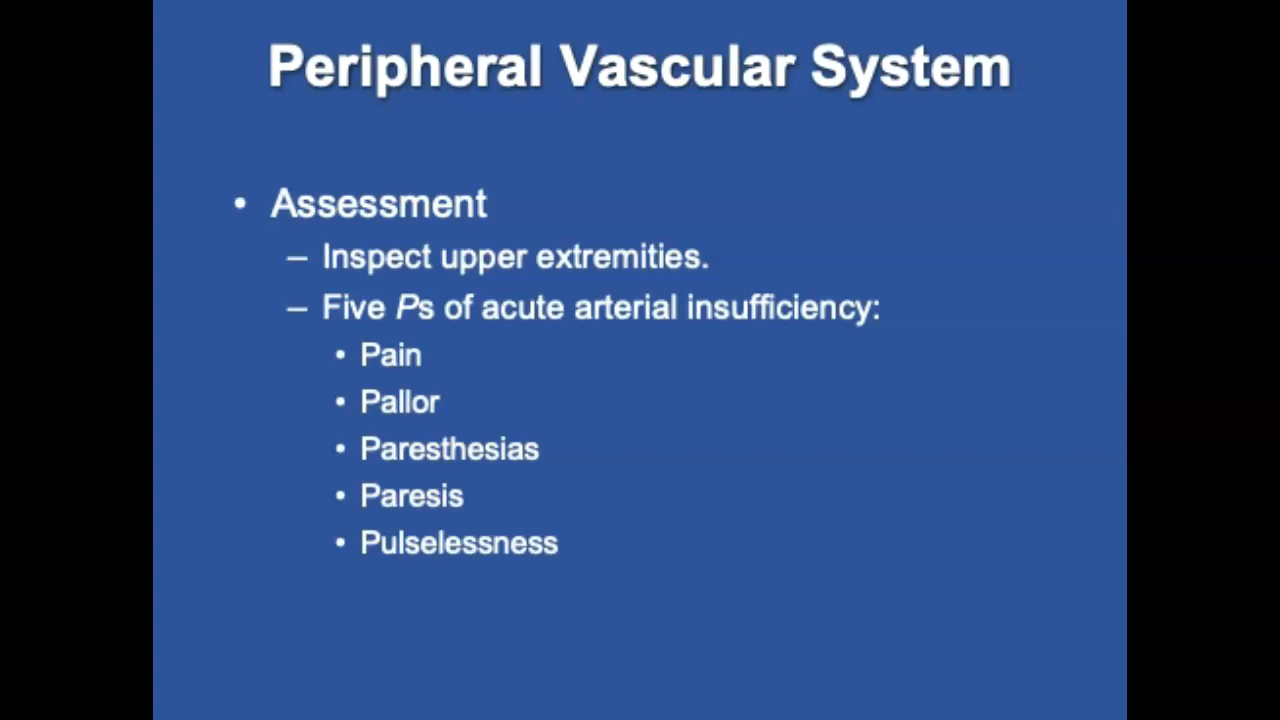 Peripheral Vascular System
• Assessment
– Inspect upper extremities.
– Five Ps of acute arterial insufficiency:
• Pain
• Pallor
• Paresthesias
• Paresis
• Pulselessness